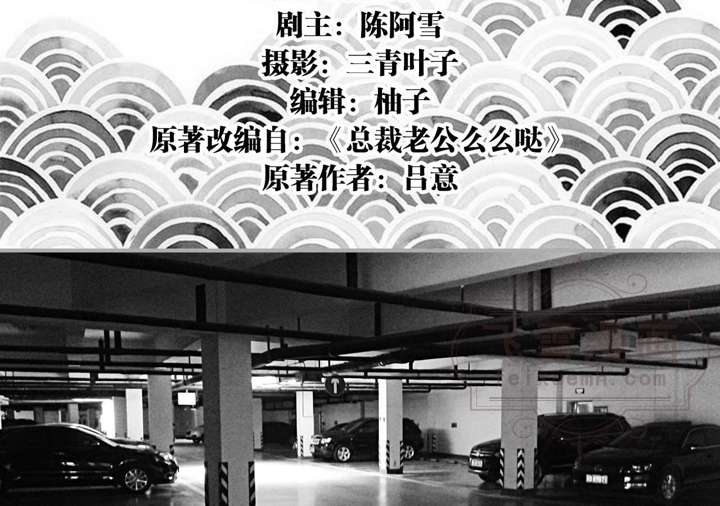 剧主：陈阿雪
摄影：三青叶子
编辑：柚子
原著改编自：《总裁老公么么哒》
原著作者：吕意
T